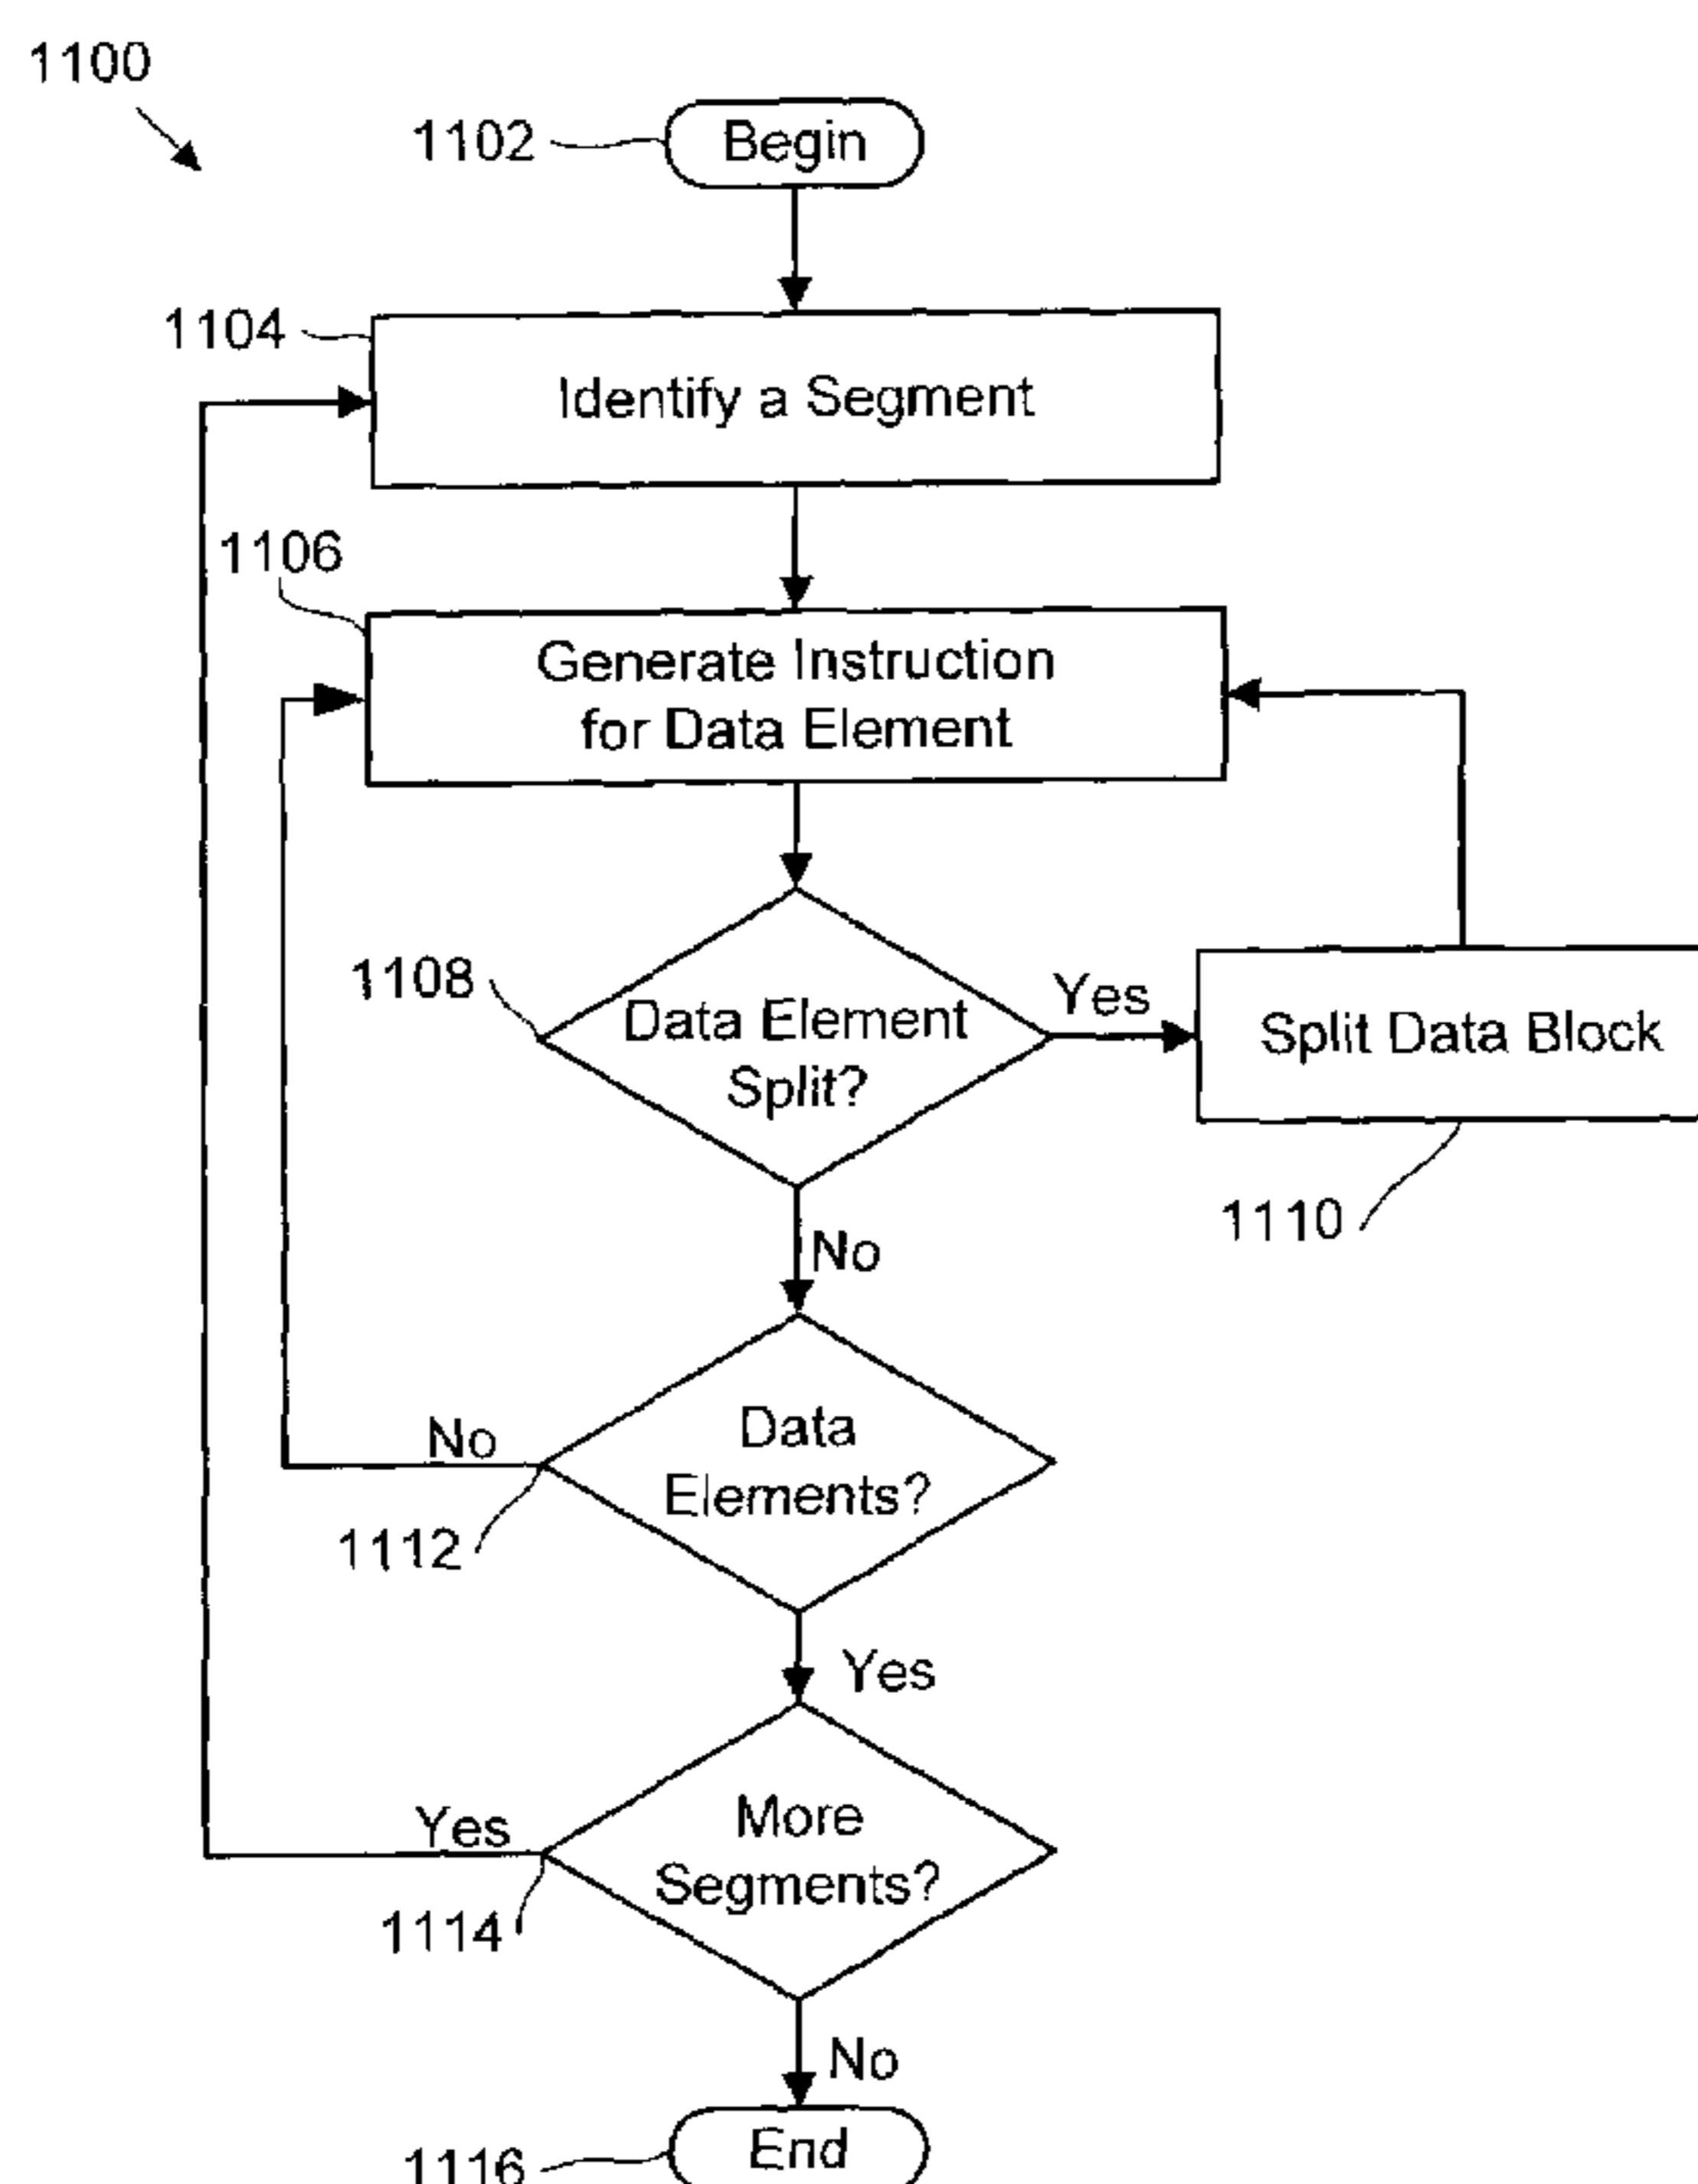 1100
1102
Begin
1104
Identify a Segment
1106
Generate Instruction
for Data Element
1108
Data Element
Split?
Yes
Split Data Block
1110
No
Data
Elements?
No
1112
Yes
More
Segments?
Yes
1114
No
End
1116